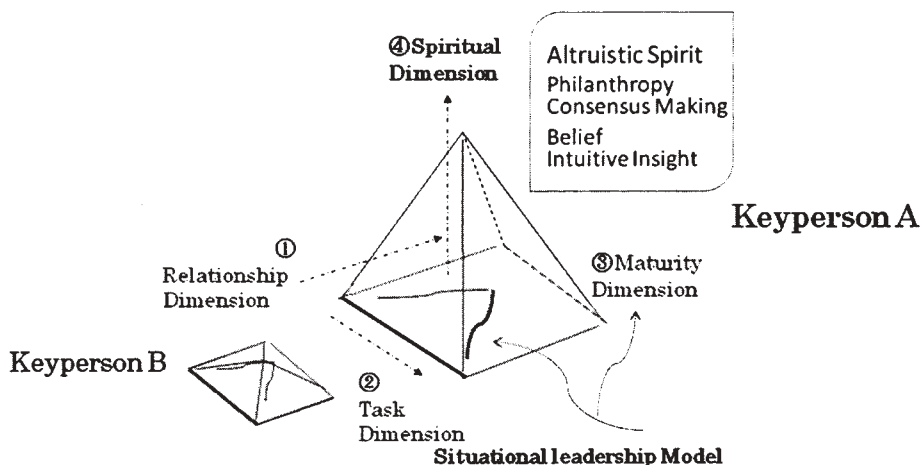 ④Spiritual
Dimension
Altruistic Spirit
Philanthropy
Consensus Making
Belief
Intuitive Insight
Keyperson A
①
Relationship
Dimension
③Maturity
Dimension
Keyperson B
②
Task
Dimension
Situational leadership Model